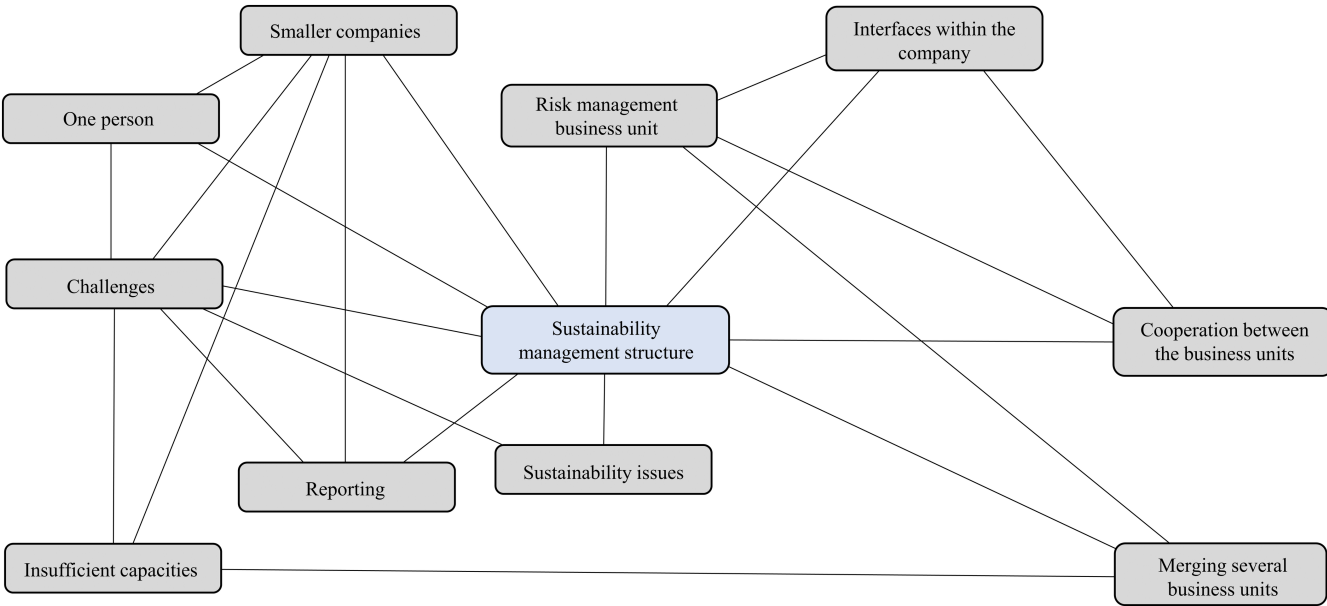 Smaller companies
Interfaces within the
company
Risk management
business unit
One person
Challenges
Sustainability
management structure
Cooperation between
the business units
Sustainability issues
Reporting
Insufficient capacities
Merging several
business units